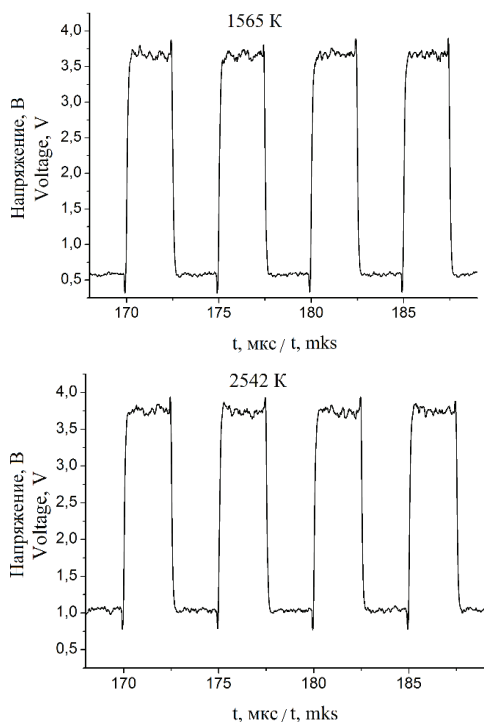 1565 K
4,0
3,5
3,0
2,5
2,0
1,5
1,0
0,5
Напряжение, В
Voltage, V
170 175 180 185
t, мкс / t, mks
2542 K
4,0
3,5
3,0
2,5
2,0
1,5
1,0
0,5
Напряжение, В
Voltage, V
170 175 180 185
t, мкс / t, mks